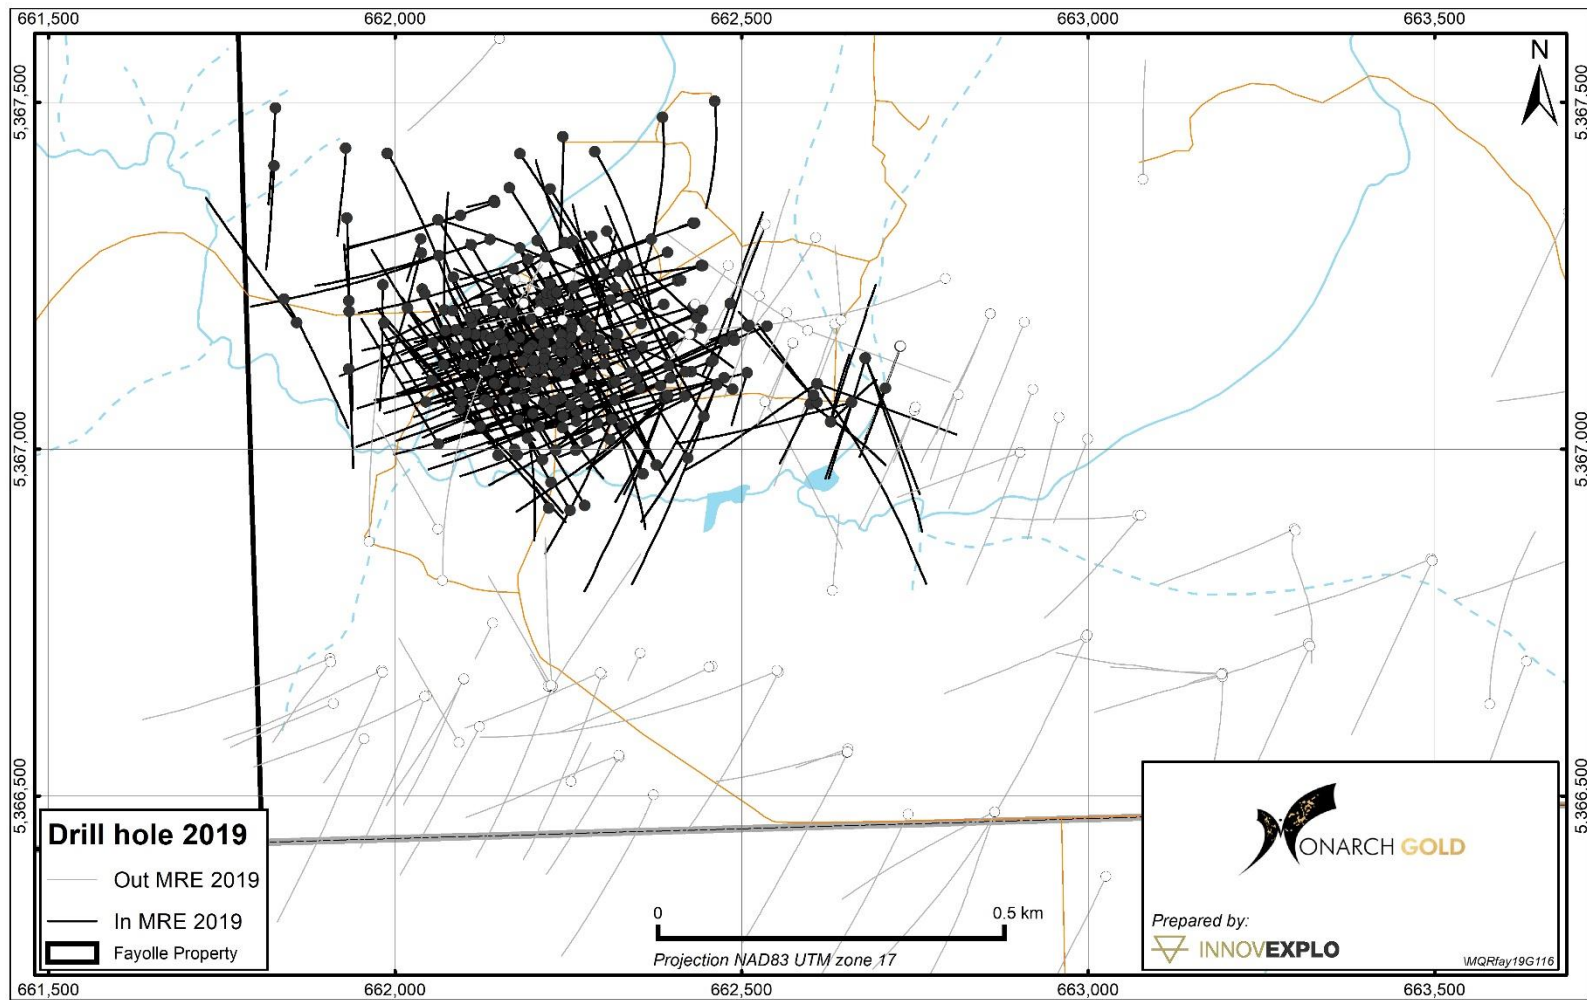 661,500 662,000 662,500 663,000 663,500
N
5,367,500 5,367,500
5,367,000 5,367,000
5,366,500 5,366,500
Drill hole 2019
Out MRE 2019
In MRE 2019
Fayolle Property
0 0.5 km
Projection NAD83 UTM zone 17
ONARCH GOLD
Prepared by:
INNOVEXPLO
\MQRfay19G116
661,500 662,000 662,500 663,000 663,500